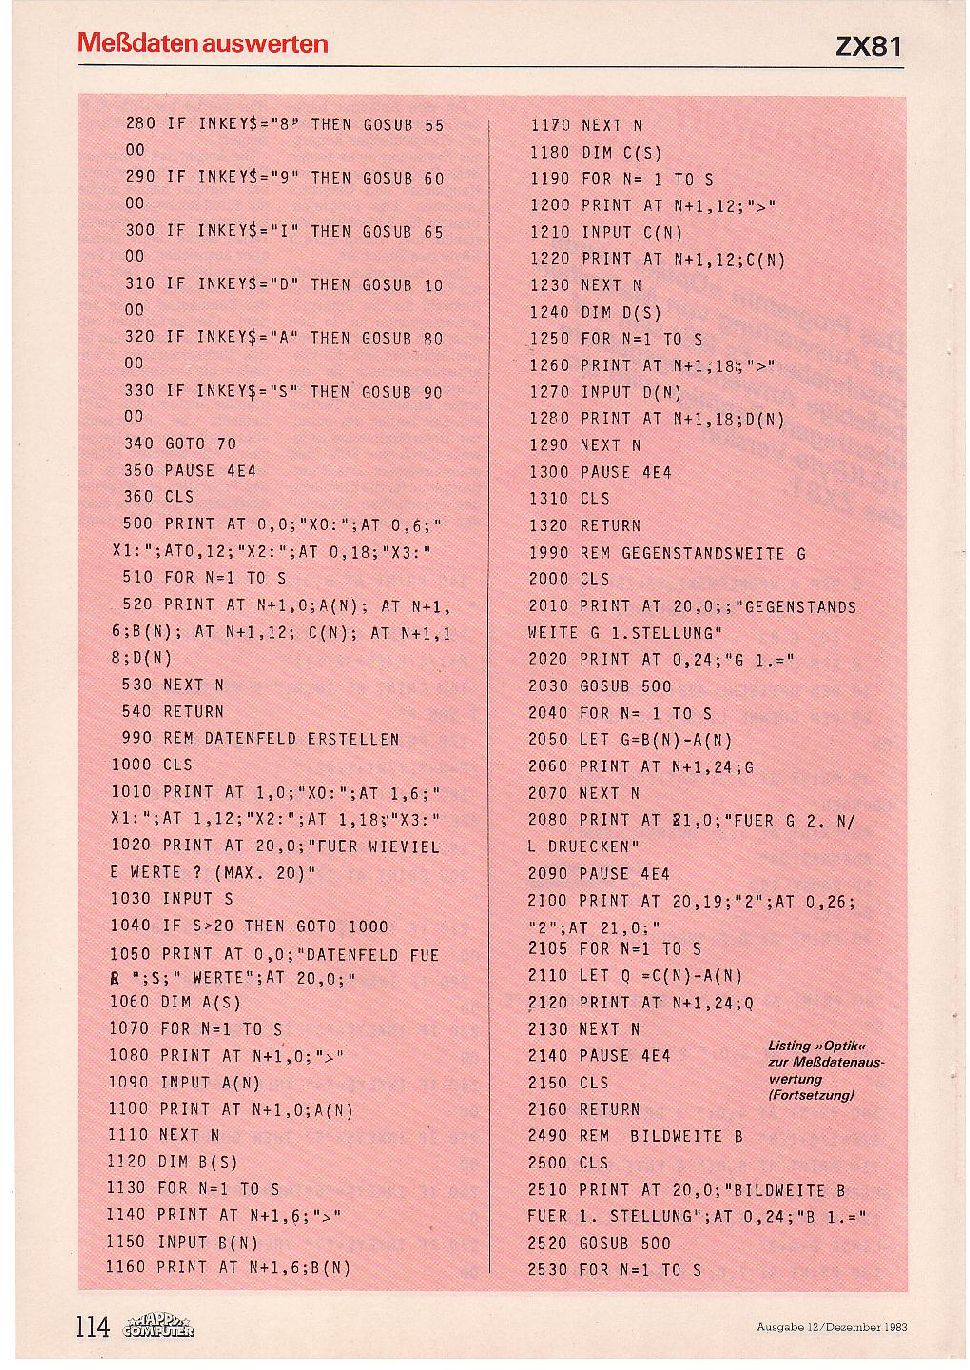 Meßdaten auswerten
ZX81
280 IF INKEY$="8" THEN GOSUB 55
00
290 IF INKEY$="9" THEN GOSUB 60
00
300 IF INKEY$="I" THEN GOSUB 65
00
310 IF INKEY$="D" THEN GOSUB 10
00
320 IF INKEY$="A" THEN GOSUB 80
00
330 IF INKEY$="S" THEN GOSUB 90
00
340 GOTO 70
350 PAUSE 4E4
360 CLS
500 PRINT AT 0,0;"X0:";AT 0,6;"
X1:";AT0,12;"X2:";AT 0,18;"X3:"
510 FOR N=1 TO S
520 PRINT AT N+1,0;A(N); AT N+1,
6;B(N); AT N+1,12; C(N); AT N+1,1
8;D(N)
530 NEXT N
540 RETURN
990 REM DATENFELD ERSTELLEN
1000 CLS
1010 PRINT AT 1,0;"X0:";AT 1,6;"
X1:";AT 1,12;"X2:";AT 1,18;"X3:"
1020 PRINT AT 20,0;"FUER WIEVIEL
E WERTE ? (MAX. 20)"
1030 INPUT S
1040 IF S>20 THEN GOTO 1000
1050 PRINT AT 0,0;"DATENFELD FUE
R ";S;" WERTE";AT 20,0;"
1060 DIM A(S)
1070 FOR N=1 TO S
1080 PRINT AT N+1,0;">"
1090 INPUT A(N)
1100 PRINT AT N+1,0;A(N)
1110 NEXT N
1120 DIM B(S)
1130 FOR N=1 TO S
1140 PRINT AT N+1,6;">"
1150 INPUT B(N)
1160 PRINT AT N+1,6;B(N)
1170 NEXT N
1180 DIM C(S)
1190 FOR N= 1 TO S
1200 PRINT AT N+1,12;">"
1210 INPUT C(N)
1220 PRINT AT N+1,12;C(N)
1230 NEXT N
1240 DIM D(S)
1250 FOR N=1 TO S
1260 PRINT AT N+1,18;">"
1270 INPUT D(N)
1280 PRINT AT N+1,18;D(N)
1290 NEXT N
1300 PAUSE 4E4
1310 CLS
1320 RETURN
1990 REM GEGENSTANDSWEITE G
2000 CLS
2010 PRINT AT 20,0;;"GEGENSTANDS
WEITE G 1.STELLUNG"
2020 PRINT AT 0,24;"G 1.="
2030 GOSUB 500
2040 FOR N= 1 TO S
2050 LET G=B(N)-A(N)
2060 PRINT AT N+1,24;G
2070 NEXT N
2080 PRINT AT 21,0;"FUER G 2. N/
L DRUECKEN"
2090 PAUSE 4E4
2100 PRINT AT 20,19;"2";AT 0,26;
"2";AT 21,0;"
2105 FOR N=1 TO S
2110 LET Q =C(N)-A(N)
2120 PRINT AT N+1,24;Q
2130 NEXT N
2140 PAUSE 4E4
2150 CLS
2160 RETURN
2490 REM BILDWEITE B
2500 CLS
2510 PRINT AT 20,0;"BILDWEITE B
FUER 1. STELLUNG";AT 0,24;"B 1.="
2520 GOSUB 500
2530 FOR N=1 TO S
Listing »Optik«
zur Meßdatenaus-
wertung
(Fortsetzung)
114
HAPPY
COMPUTER
Ausgabe 12/Dezember 1983